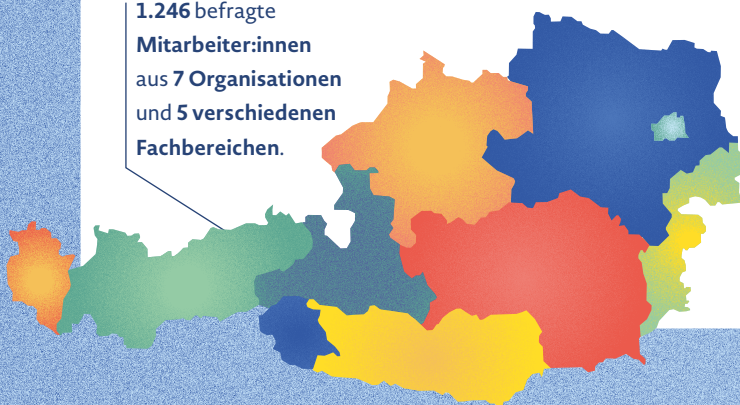 1.246 befragte
Mitarbeiter:innen
aus 7 Organisationen
und 5 verschiedenen
Fachbereichen.